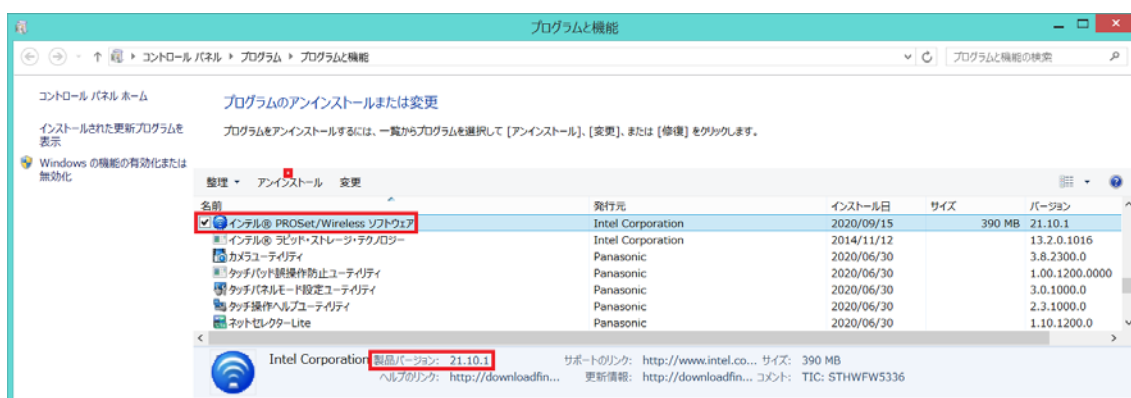 プログラムと機能
コントロール パネル ▸ プログラム ▸ プログラムと機能
プログラムと機能の検索
コントロール パネル ホーム
インストールされた更新プログラムを
表示
Windows の機能の有効化または
無効化
プログラムのアンインストールまたは変更
プログラムをアンインストールするには、一覧からプログラムを選択して [アンインストール]、[変更]、または [修復] をクリックします。
整理 アンインストール 変更
名前 発行元 インストール日 サイズ バージョン
インテル® PROSet/Wireless ソフトウェア Intel Corporation 2020/09/15 390 MB 21.10.1
インテル® ラピッド・ストレージ・テクノロジー Intel Corporation 2014/11/12 13.2.0.1016
カメラユーティリティ Panasonic 2020/06/30 3.8.2300.0
タッチパッド誤操作防止ユーティリティ Panasonic 2020/06/30 1.00.1200.0000
タッチパネルモード設定ユーティリティ Panasonic 2020/06/30 3.0.1000.0
タッチ操作ヘルプユーティリティ Panasonic 2020/06/30 2.3.1000.0
ネットセレクターLite Panasonic 2020/06/30 1.10.1200.0
Intel Corporation 製品バージョン: 21.10.1 サポートのリンク: http://www.intel.co... サイズ: 390 MB
ヘルプのリンク: http://downloadfin... 更新情報: http://downloadfin... コメント: TIC: STHWFW5336